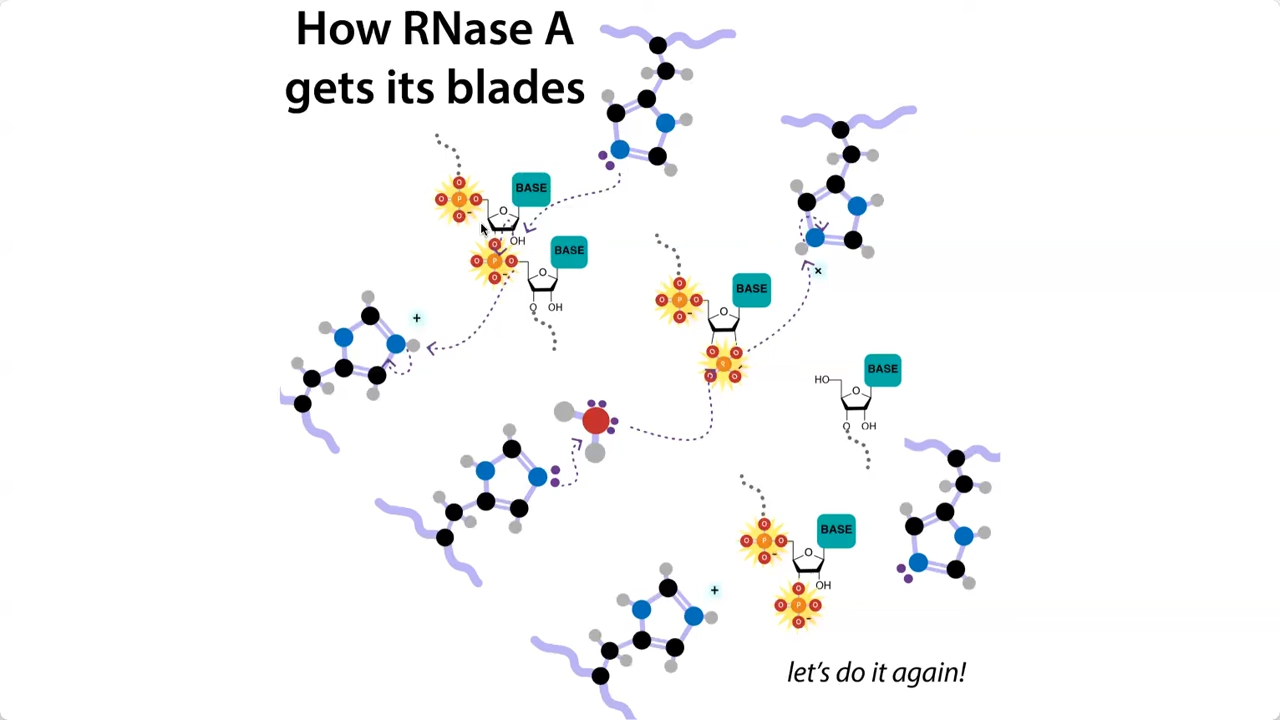 How RNase A
gets its blades
BASE
O P O
O
O
-
O
OH
BASE
O
O P O
O
-
O
O OH
+
BASE
O
O P O
O
-
O
O O
P
O O
-
×
BASE
HO
O
O OH
BASE
O
O P O
O
-
O
OH
O
O P O
O
-
+
let's do it again!